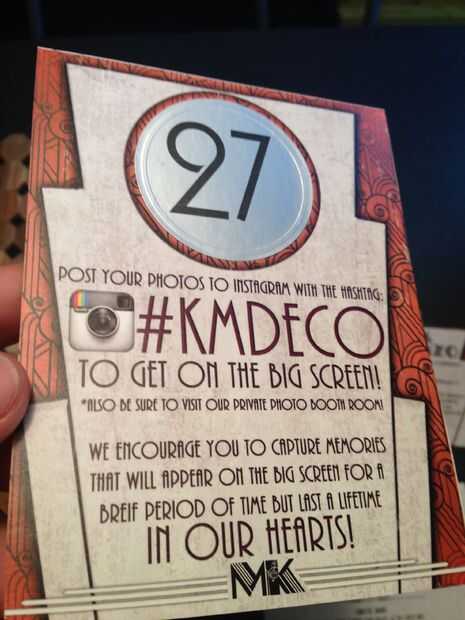 27
POST YOUR PHOTOS TO INSTAGRAM WITH THE HASHTAG:
#KMDECO
TO GET ON THE BIG SCREEN!
*ALSO BE SURE TO VISIT OUR PRIVATE PHOTO BOOTH ROOM!
WE ENCOURAGE YOU TO CAPTURE MEMORIES
THAT WILL APPEAR ON THE BIG SCREEN FOR A
BREIF PERIOD OF TIME BUT LAST A LIFETIME
IN OUR HEARTS!
MK